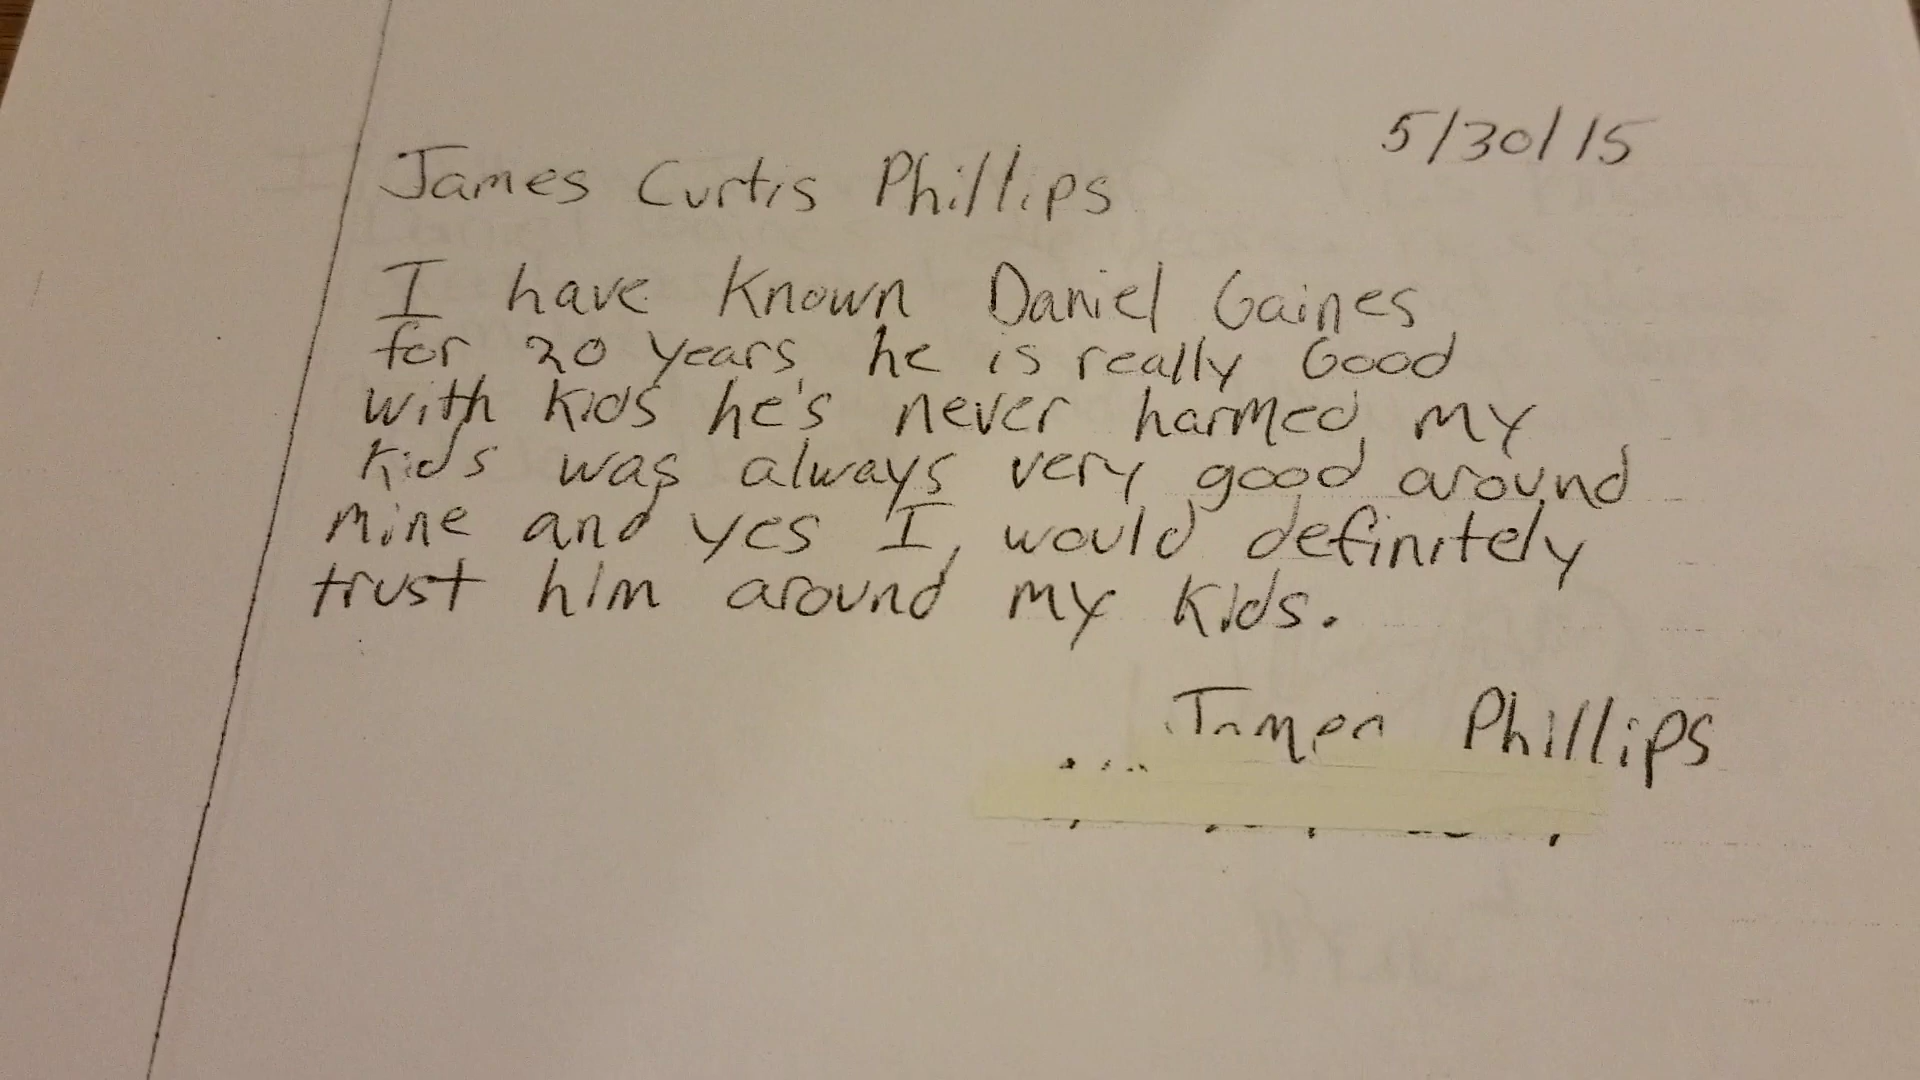 5/30/15
James Curtis Phillips
I have Known Daniel Gaines
for 20 years he is really Good
with kids he's never harmed my
kids was always very good around
mine and yes I, would definitely
trust him around my kids.
Phillips